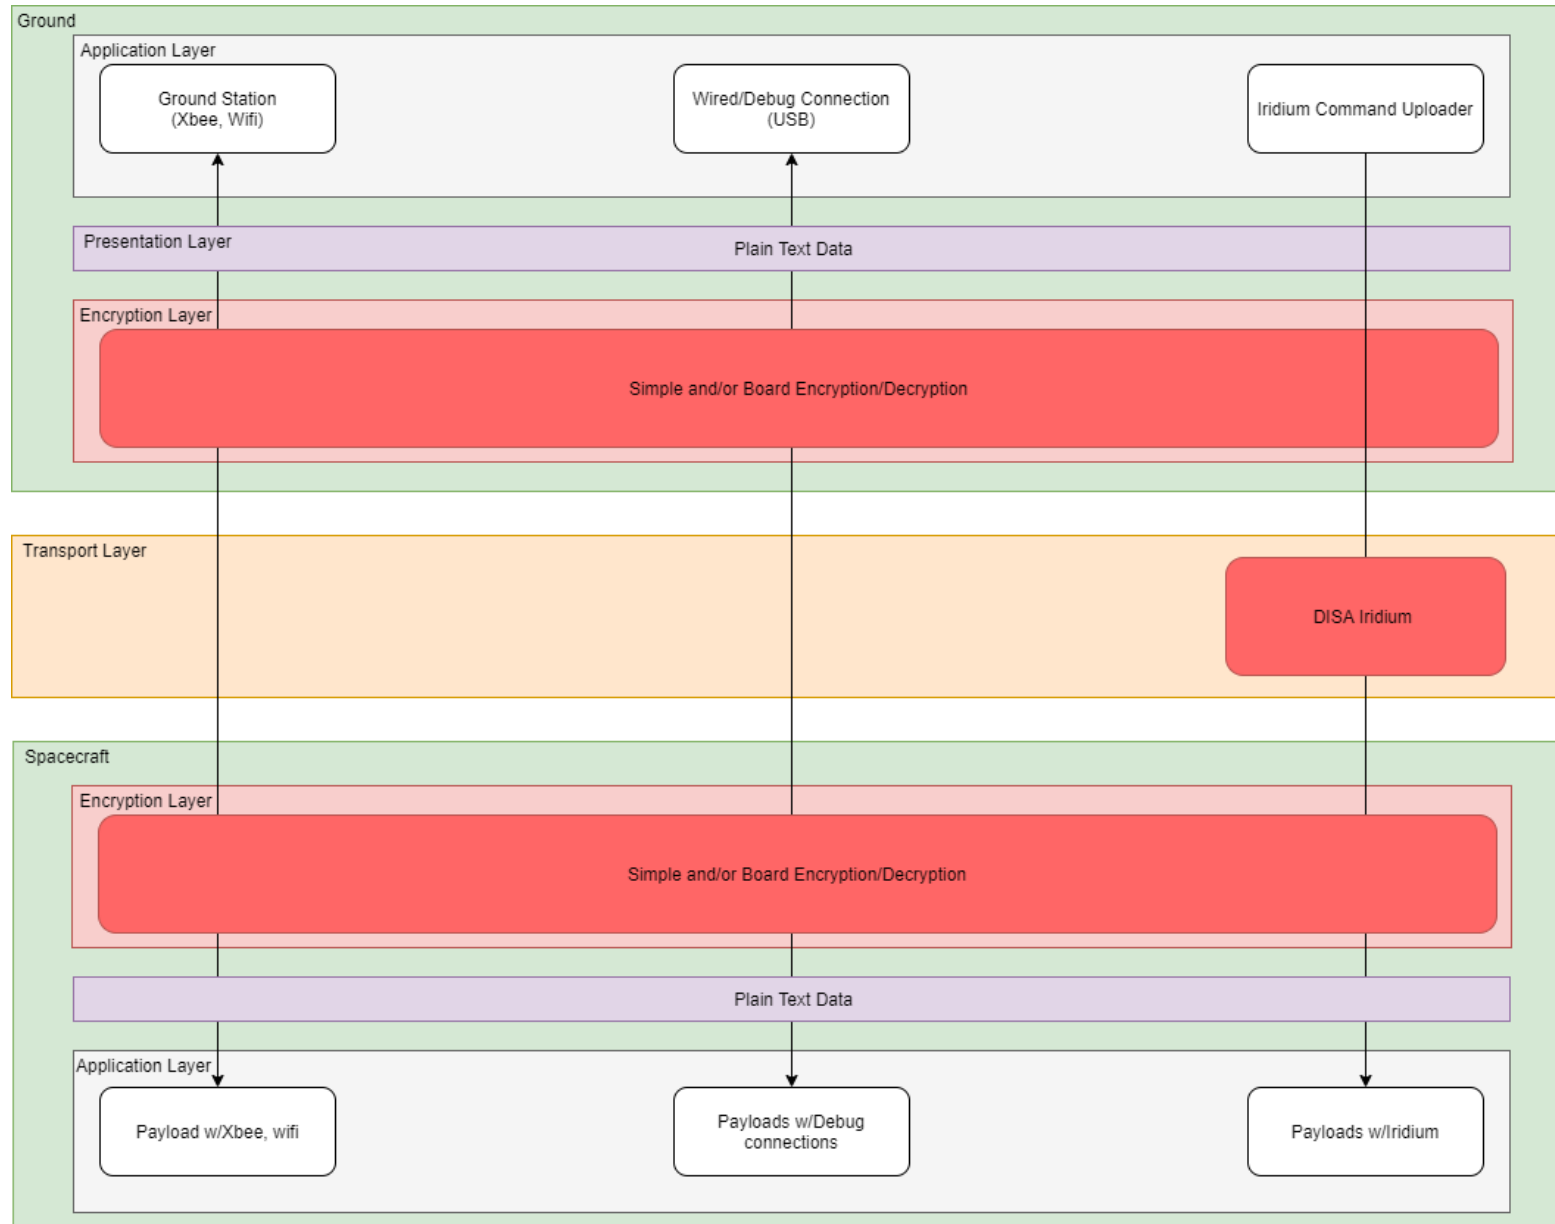 Ground
Application Layer
Ground Station
(Xbee, Wifi)
Wired/Debug Connection
(USB)
Iridium Command Uploader
Presentation Layer
Plain Text Data
Encryption Layer
Simple and/or Board Encryption/Decryption
Transport Layer
DISA Iridium
Spacecraft
Encryption Layer
Simple and/or Board Encryption/Decryption
Plain Text Data
Application Layer
Payload w/Xbee, wifi
Payloads w/Debug
connections
Payloads w/Iridium